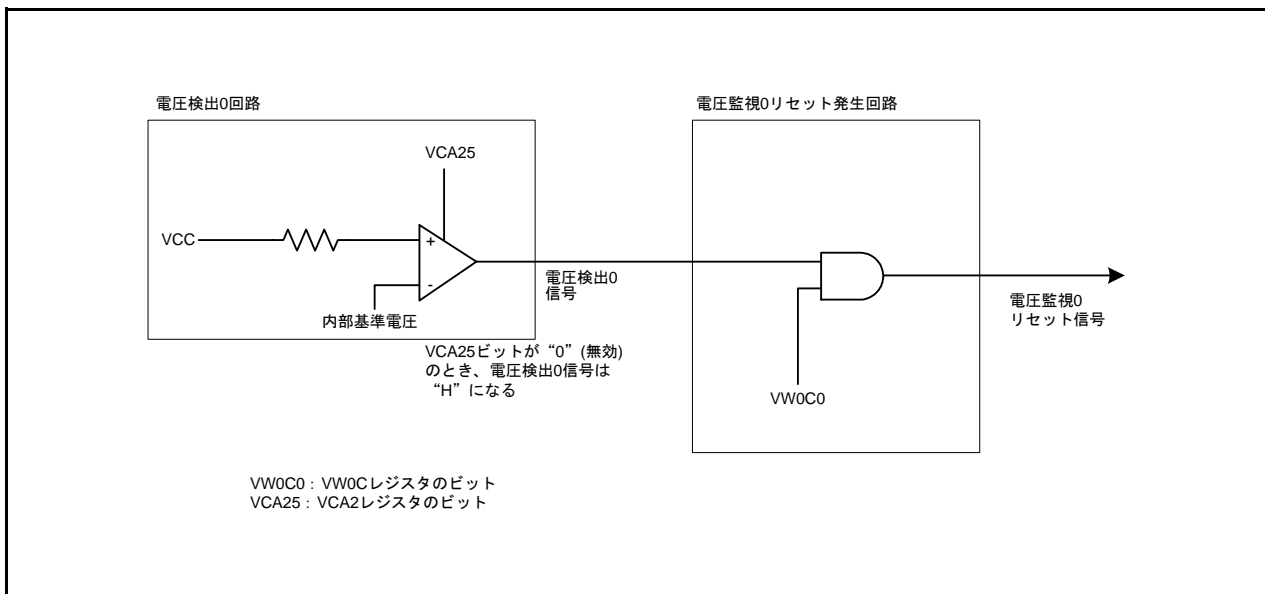 電圧検出0回路
電圧監視0リセット発生回路
VCA25
VCC
+
-
内部基準電圧
電圧検出0
信号
VCA25ビットが“0”(無効)
のとき、電圧検出0信号は
“H”になる
VW0C0
電圧監視0
リセット信号
VW0C0：VW0Cレジスタのビット
VCA25：VCA2レジスタのビット